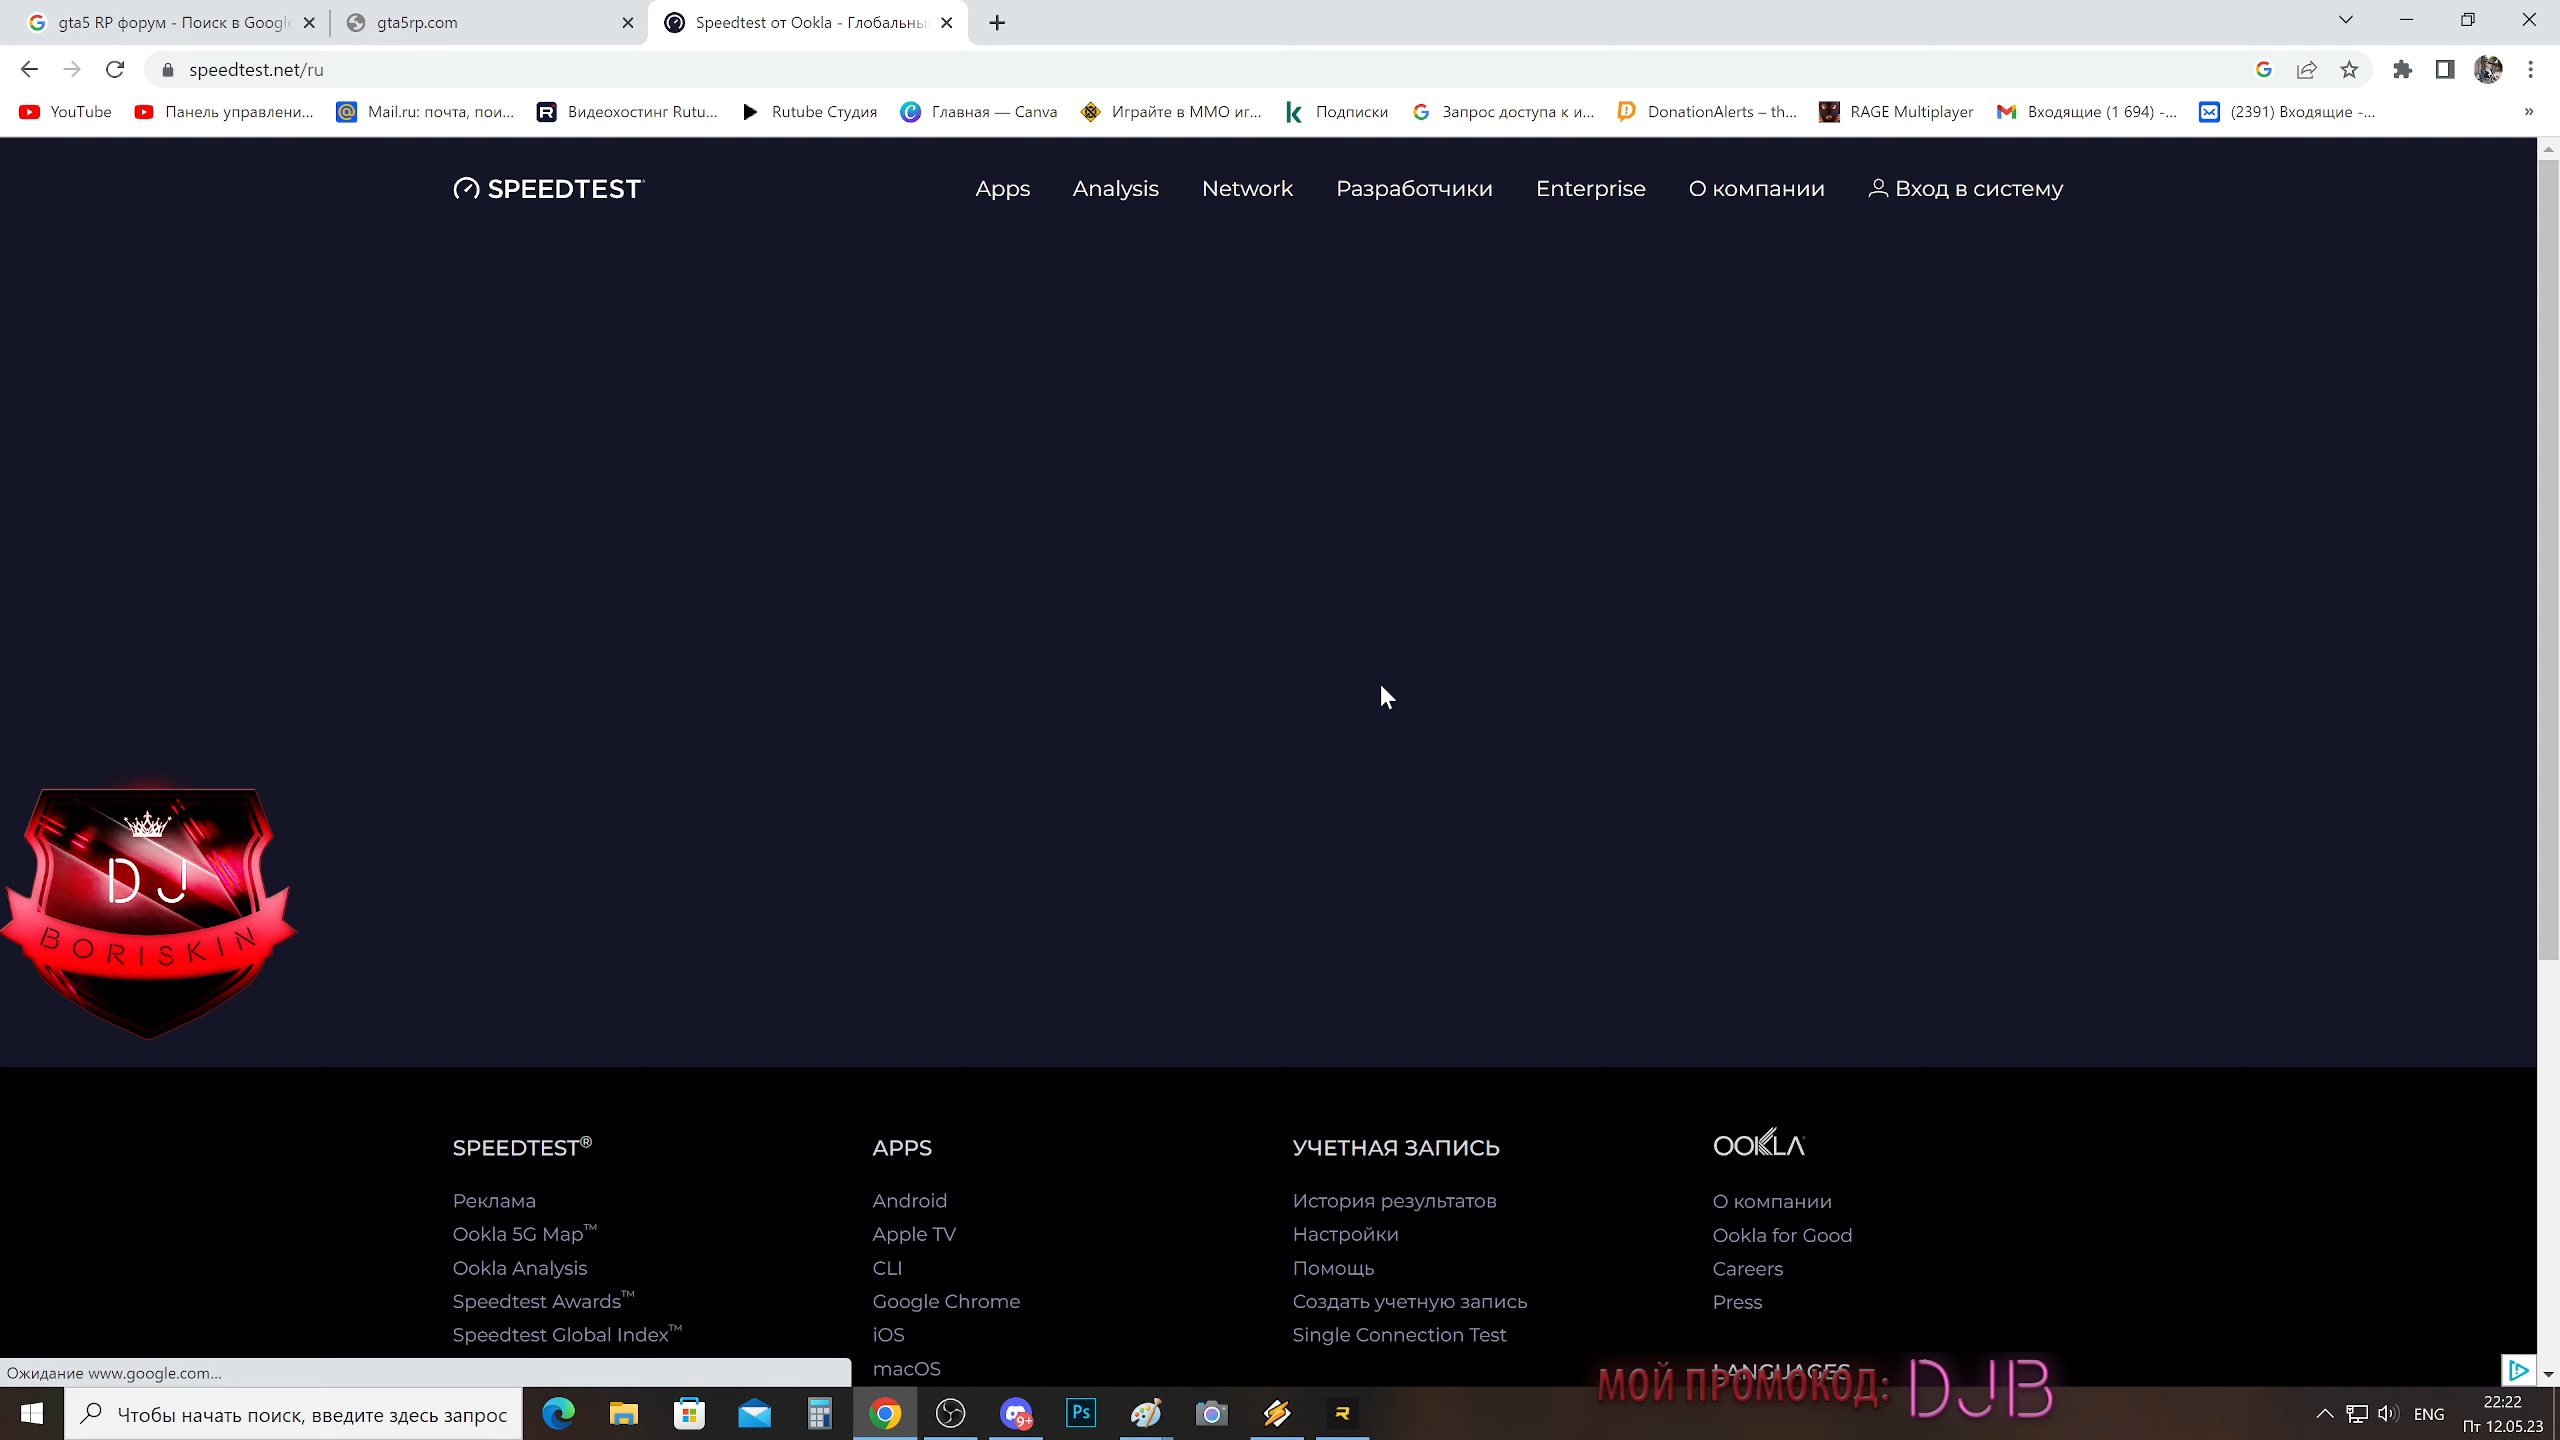 gta5 RP форум - Поиск в Googl
gta5rp.com
Speedtest от Ookla - Глобальны
speedtest.net/ru
YouTube
Панель управлени...
Mail.ru: почта, пои...
Видеохостинг Rutu...
Rutube Студия
Главная — Canva
Играйте в ММО иг...
Подписки
Запрос доступа к и...
DonationAlerts – th...
RAGE Multiplayer
Входящие (1 694) -...
(2391) Входящие -...
SPEEDTEST
Apps
Analysis
Network
Разработчики
Enterprise
О компании
Вход в систему
DJ
BORISKIN
SPEEDTEST®
Реклама
Ookla 5G Map™
Ookla Analysis
Speedtest Awards™
Speedtest Global Index™
APPS
Android
Apple TV
CLI
Google Chrome
iOS
macOS
УЧЕТНАЯ ЗАПИСЬ
История результатов
Настройки
Помощь
Создать учетную запись
Single Connection Test
OOKLA
О компании
Ookla for Good
Careers
Press
LANGUAGES
МОЙ ПРОМОКОД: DJB
Ожидание www.google.com...
Чтобы начать поиск, введите здесь запрос
9+
Ps
ENG
22:22
Пт 12.05.23